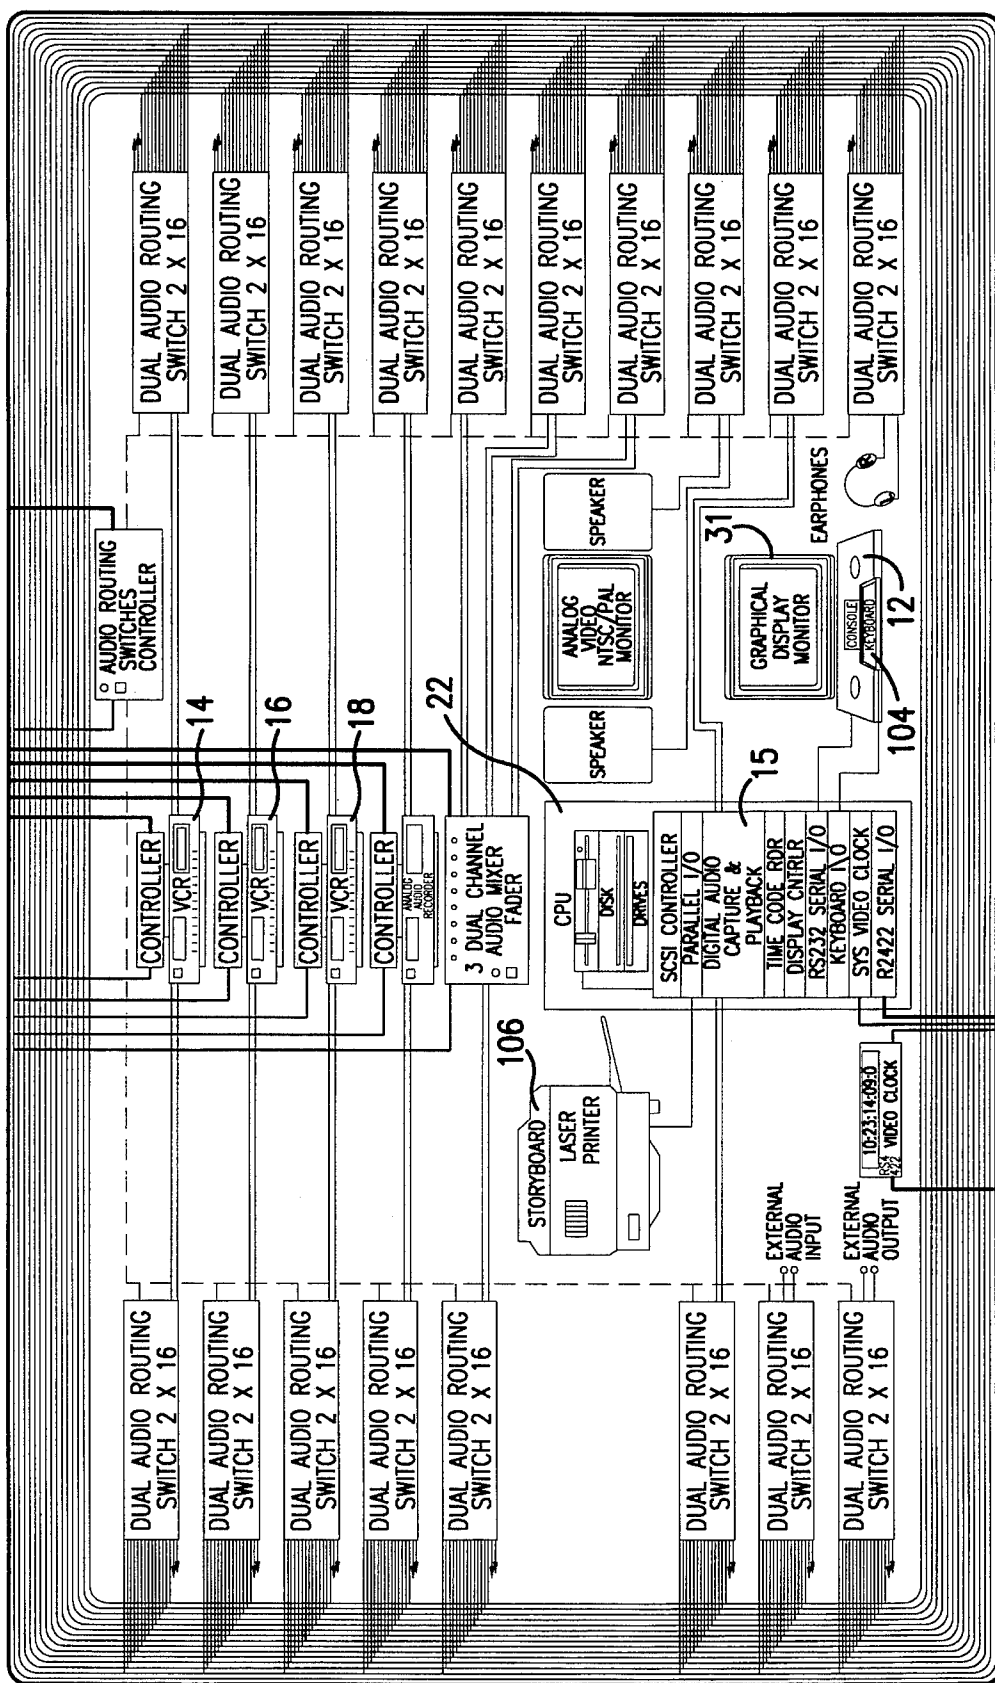 DUAL AUDIO ROUTING
SWITCH 2 X 16
DUAL AUDIO ROUTING
SWITCH 2 X 16
DUAL AUDIO ROUTING
SWITCH 2 X 16
DUAL AUDIO ROUTING
SWITCH 2 X 16
DUAL AUDIO ROUTING
SWITCH 2 X 16
DUAL AUDIO ROUTING
SWITCH 2 X 16
DUAL AUDIO ROUTING
SWITCH 2 X 16
DUAL AUDIO ROUTING
SWITCH 2 X 16
STORYBOARD
LASER
PRINTER
106
EXTERNAL
AUDIO
INPUT
EXTERNAL
AUDIO
OUTPUT
10:23:14:09:0
RS4
422
VIDEO CLOCK
CONTROLLER
VCR
14
CONTROLLER
VCR
16
CONTROLLER
VCR
18
CONTROLLER
ANALOG
AUDIO
RECORDER
3 DUAL CHANNEL
AUDIO MIXER
FADER
22
CPU
DISK
DRIVES
SCSI CONTROLLER
PARALLEL I/O
DIGITAL AUDIO
CAPTURE &
PLAYBACK
15
TIME CODE RDR
DISPLAY CNTRLR
RS232 SERIAL I/O
KEYBOARD I\O
SYS VIDEO CLOCK
R2422 SERIAL I/O
AUDIO ROUTING
SWITCHES
CONTROLLER
SPEAKER
ANALOG
VIDEO
NTSC/PAL
MONITOR
SPEAKER
GRAPHICAL
DISPLAY
MONITOR
31
CONSOLE
KEYBOARD
104
12
EARPHONES
L
R
DUAL AUDIO ROUTING
SWITCH 2 X 16
DUAL AUDIO ROUTING
SWITCH 2 X 16
DUAL AUDIO ROUTING
SWITCH 2 X 16
DUAL AUDIO ROUTING
SWITCH 2 X 16
DUAL AUDIO ROUTING
SWITCH 2 X 16
DUAL AUDIO ROUTING
SWITCH 2 X 16
DUAL AUDIO ROUTING
SWITCH 2 X 16
DUAL AUDIO ROUTING
SWITCH 2 X 16
DUAL AUDIO ROUTING
SWITCH 2 X 16
DUAL AUDIO ROUTING
SWITCH 2 X 16